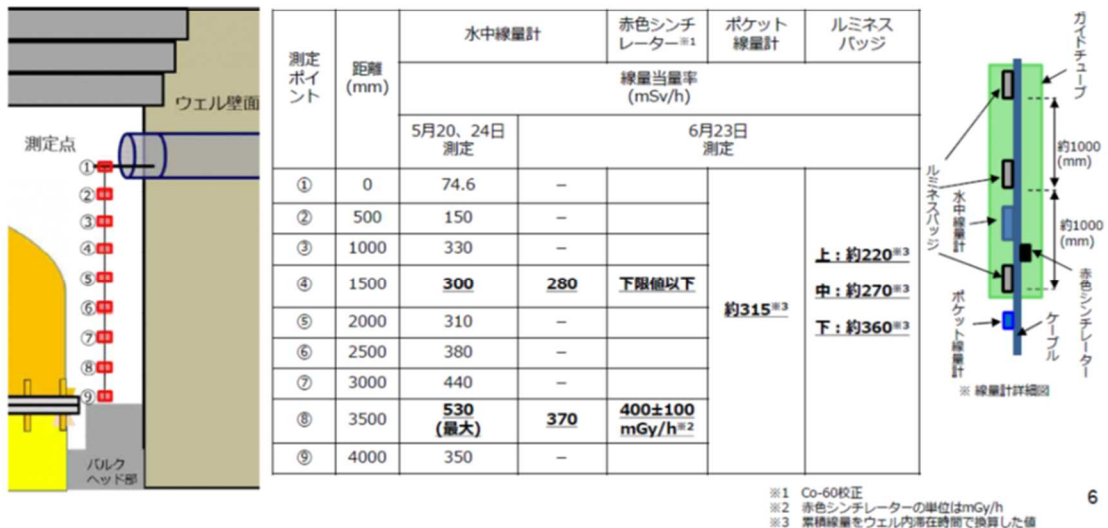 ウェル壁面
測定点
①
②
③
④
⑤
⑥
⑦
⑧
⑨
バルク
ヘッド部
測定
ポイ
ント
距離
(mm)
水中線量計
赤色シンチ
レーター※1
ポケット
線量計
ルミネス
バッジ
線量当量率
(mSv/h)
5月20、24日
測定
6月23日
測定
① 0 74.6 −
② 500 150 −
③ 1000 330 −
④ 1500 300 280 下限値以下
⑤ 2000 310 −
⑥ 2500 380 −
⑦ 3000 440 −
⑧ 3500 530
(最大) 370 400±100
mGy/h※2
⑨ 4000 350 −
約315※3
上：約220※3
中：約270※3
下：約360※3
ガイドチューブ
約1000
(mm)
ルミネスバッジ
水中線量計
約1000
(mm)
赤色シンチレーター
ポケット線量計
ケーブル
※ 線量計詳細図
※1 Co-60校正
※2 赤色シンチレーターの単位はmGy/h
※3 累積線量をウェル内滞在時間で換算した値
6